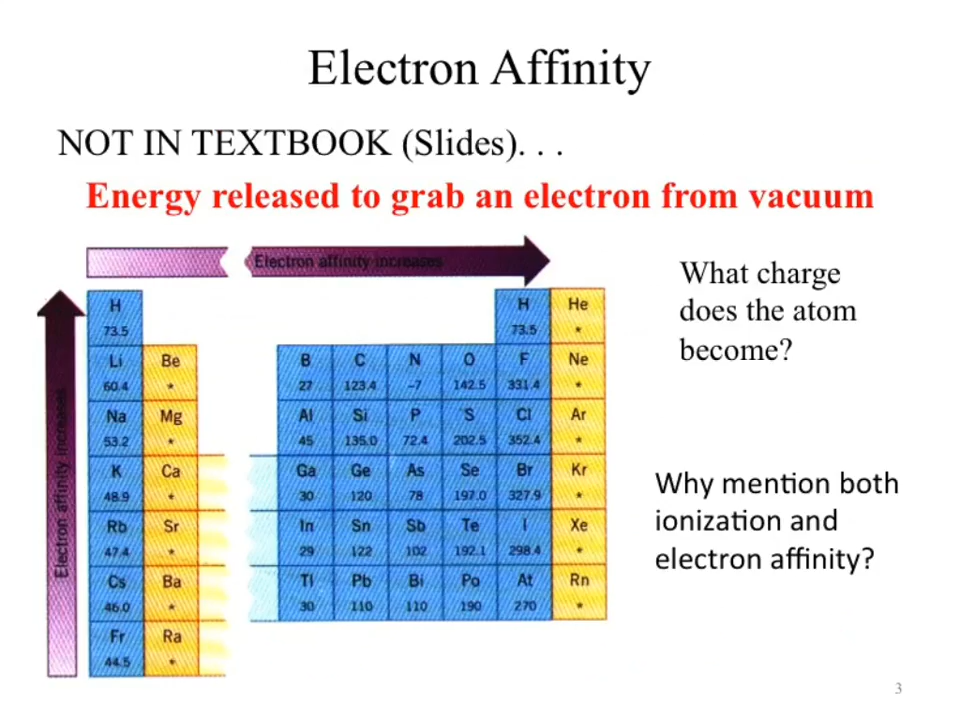 Electron Affinity
NOT IN TEXTBOOK (Slides). . .
Energy released to grab an electron from vacuum
Electron affinity increases
What charge
does the atom
become?
H H He
73.5 73.5 *
Li Be B C N O F Ne
60.4 * 27 123.4 -7 142.5 331.4 *
Na Mg Al Si P S Cl Ar
53.2 * 45 135.0 72.4 202.5 352.4 *
K Ca Ga Ge As Se Br Kr
48.9 * 30 120 78 197.0 327.9 *
Rb Sr In Sn Sb Te I Xe
47.4 * 29 122 102 192.1 298.4 *
Cs Ba Tl Pb Bi Po At Rn
46.0 * 30 110 110 190 270 *
Fr Ra
44.5 *
Electron affinity increases
Why mention both
ionization and
electron affinity?
3